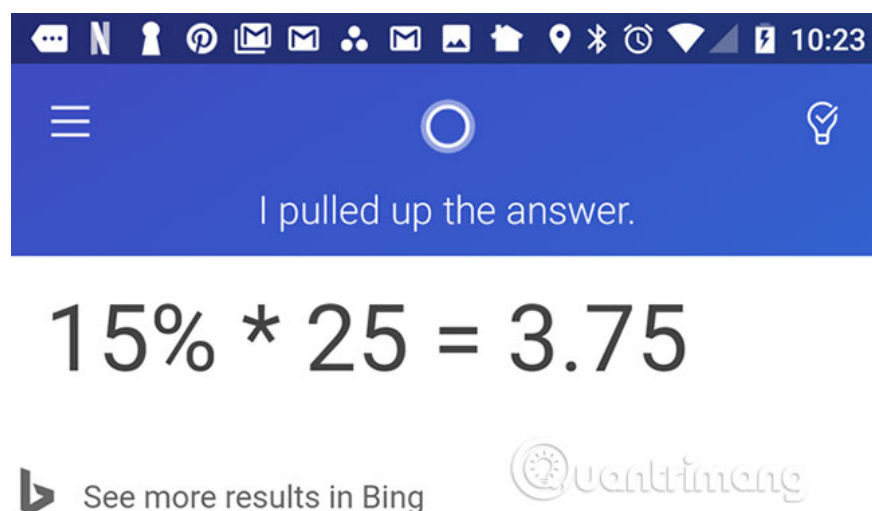 10:23
I pulled up the answer.
15% * 25 = 3.75
See more results in Bing
Quantrimang